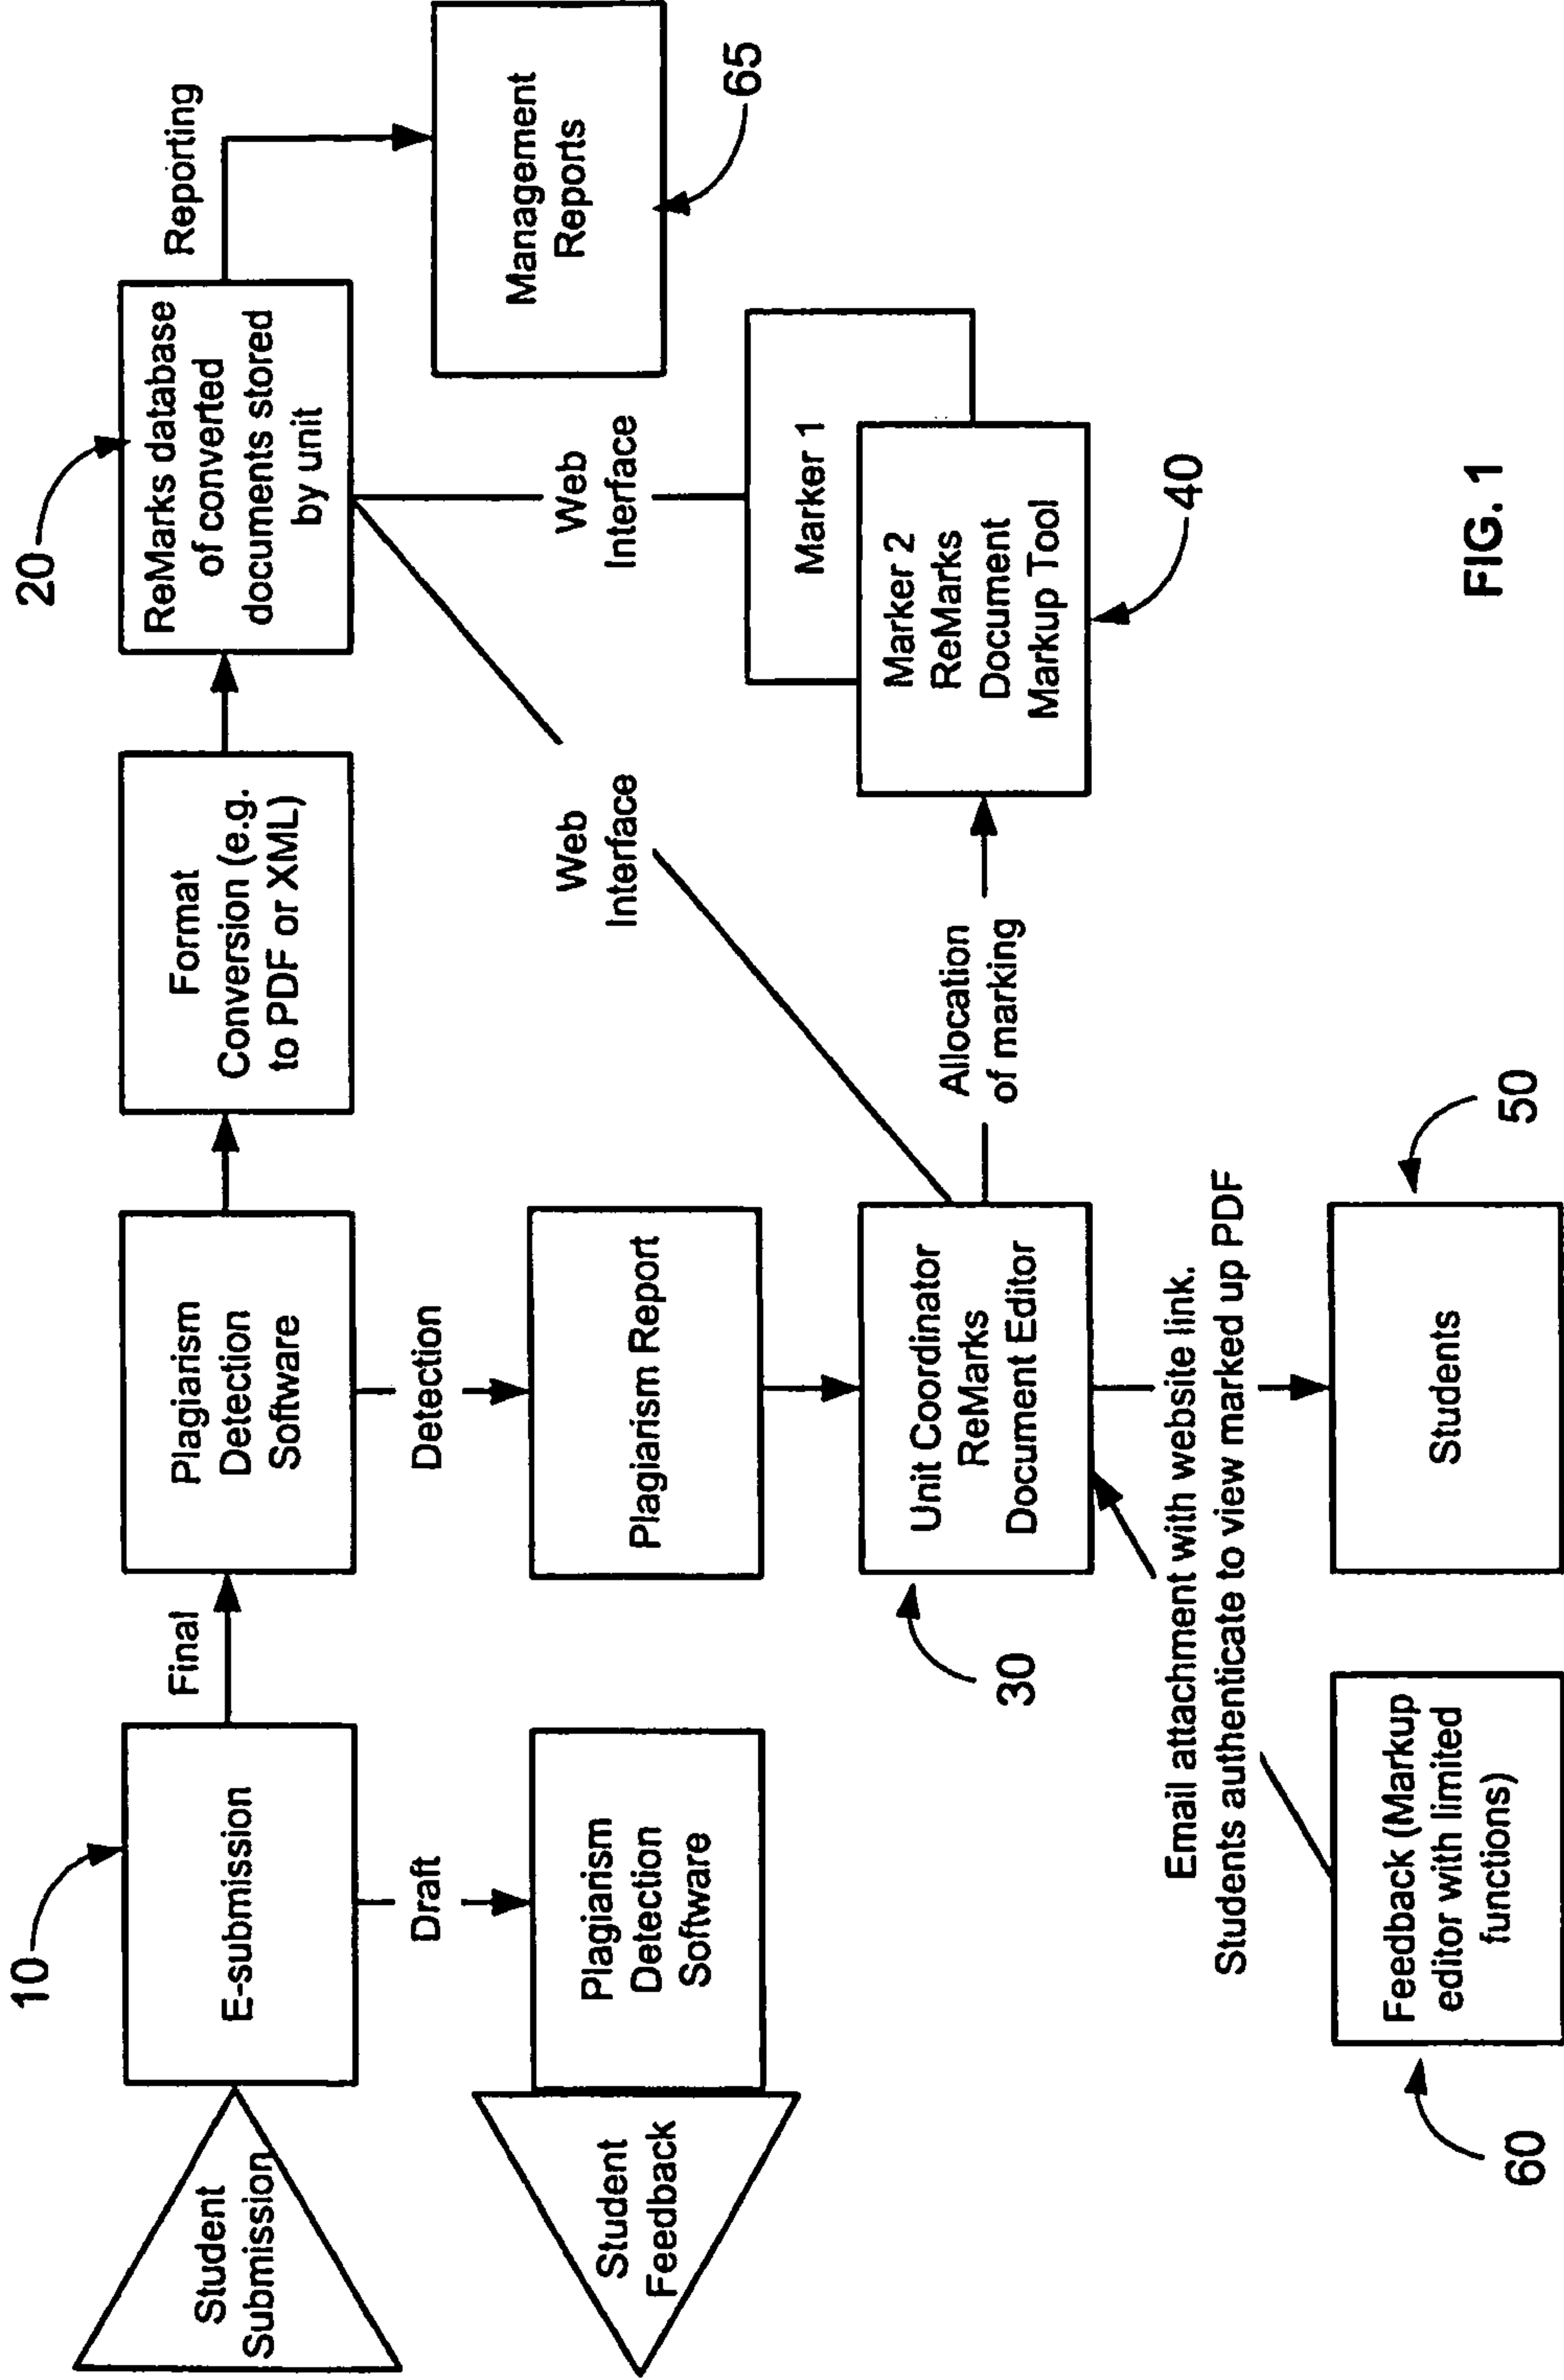 10
20
Student
Submission
E-submission
Final
Plagiarism
Detection
Software
Format
Conversion (e.g.
to PDF or XML)
ReMarks database
of converted
documents stored
by unit
Reporting
Draft
Detection
Student
Feedback
Plagiarism
Detection
Software
Plagiarism Report
Web
Interface
Web
Interface
Management
Reports
65
30
Unit Coordinator
ReMarks
Document Editor
Allocation
of marking
Marker 1
Marker 2
ReMarks
Document
Markup Tool
40
Email attachment with website link.
Students authenticate to view marked up PDF
60
Feedback (Markup
editor with limited
functions)
Students
50
FIG. 1